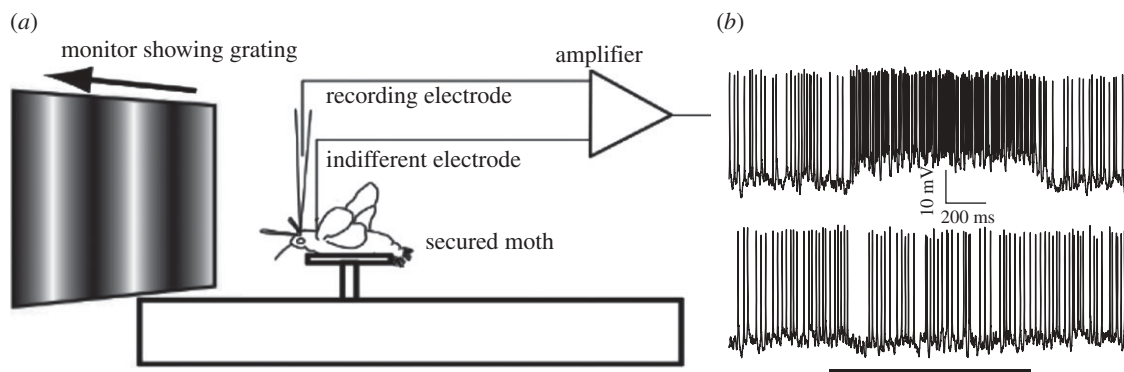 (a)
monitor showing grating
amplifier
recording electrode
indifferent electrode
secured moth
(b)
10 mV
200 ms